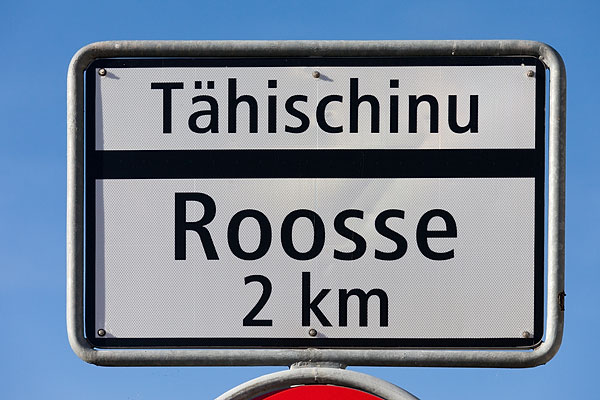 Tähischinu
Roosse
2 km